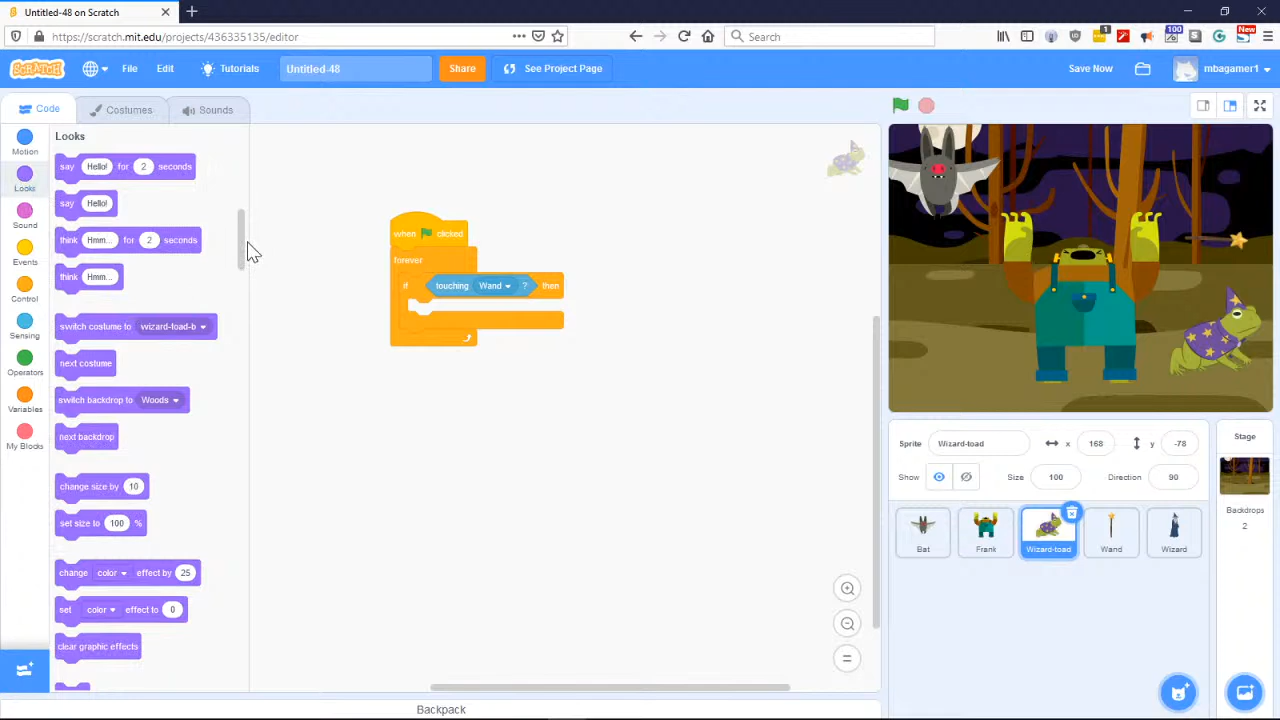 Untitled-48 on Scratch
https://scratch.mit.edu/projects/436335135/editor
Search
1
100
New
SCRATCH
File
Edit
Tutorials
Untitled-48
Share
See Project Page
Save Now
mbagamer1
Code
Costumes
Sounds
Motion
Looks
Sound
Events
Control
Sensing
Operators
Variables
My Blocks
Looks
say Hello! for 2 seconds
say Hello!
think Hmm... for 2 seconds
think Hmm...
switch costume to wizard-toad-b
next costume
switch backdrop to Woods
next backdrop
change size by 10
set size to 100 %
change color effect by 25
set color effect to 0
clear graphic effects
when clicked
forever
if touching Wand ? then
Sprite Wizard-toad x 168 y -78
Show Size 100 Direction 90
Bat
Frank
Wizard-toad
Wand
Wizard
Stage
Backdrops
2
Backpack